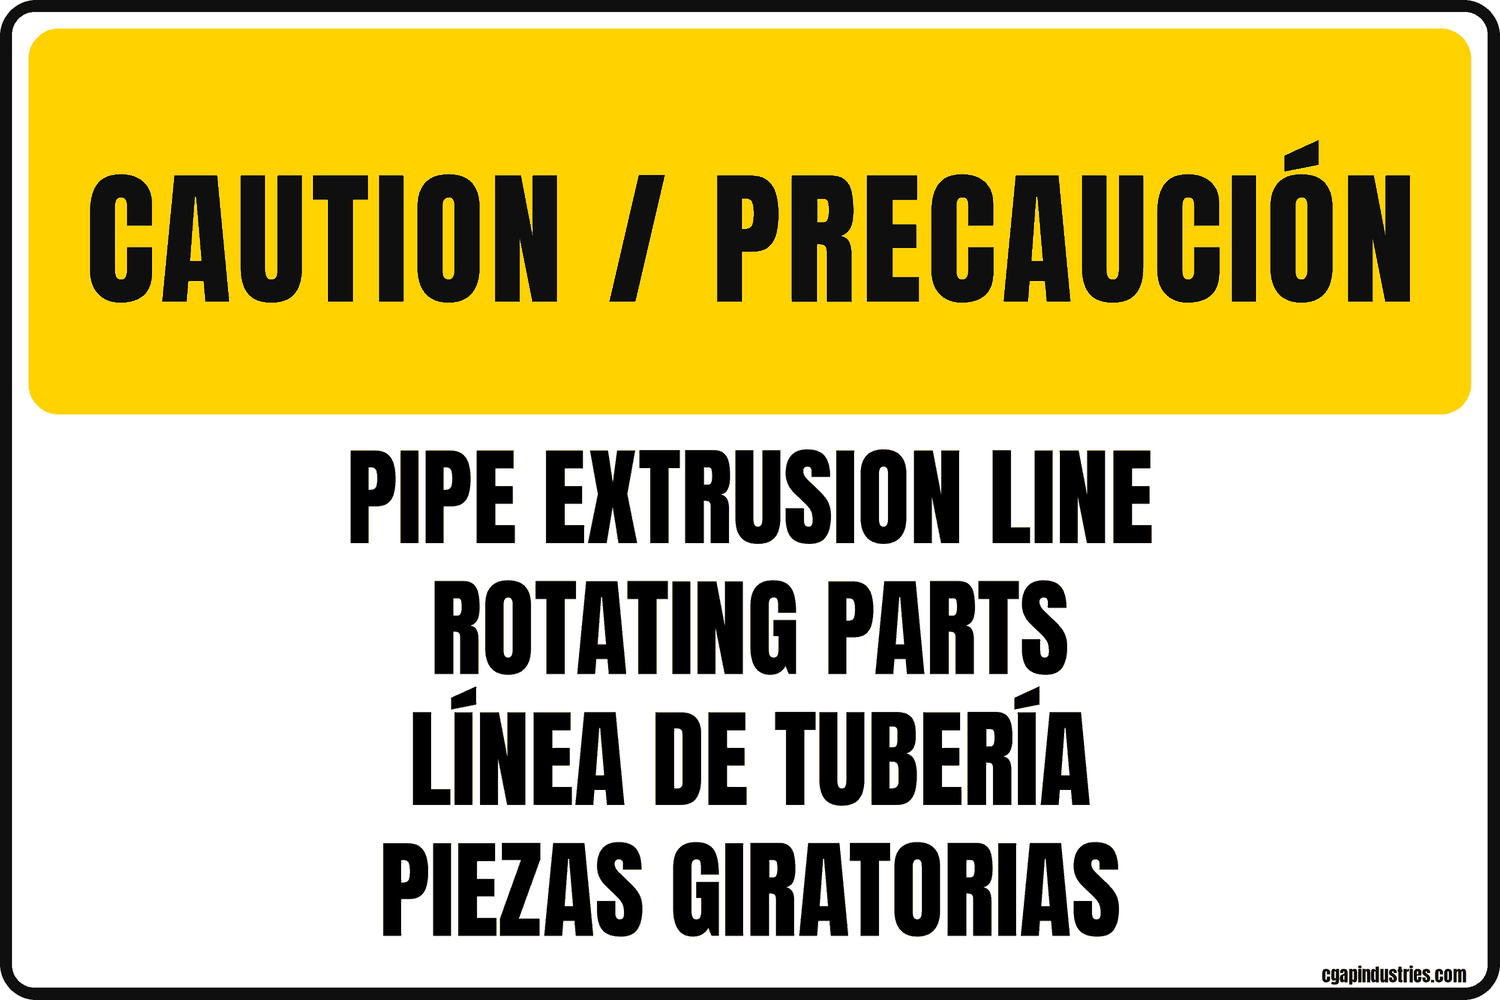 CAUTION / PRECAUCIÓN
PIPE EXTRUSION LINE
ROTATING PARTS
LÍNEA DE TUBERÍA
PIEZAS GIRATORIAS
cgapindustries.com